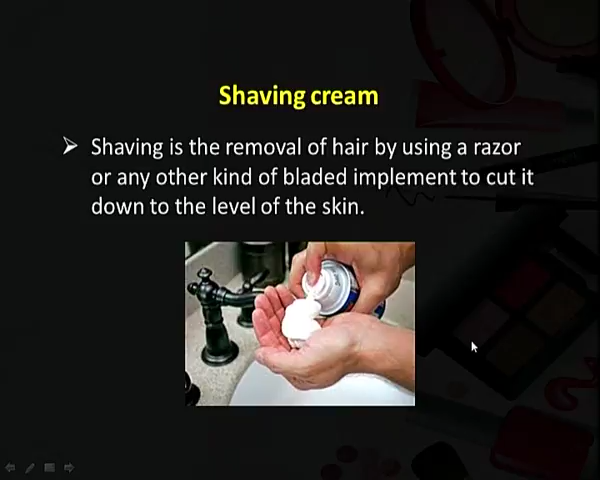 Shaving cream
Shaving is the removal of hair by using a razor
or any other kind of bladed implement to cut it
down to the level of the skin.